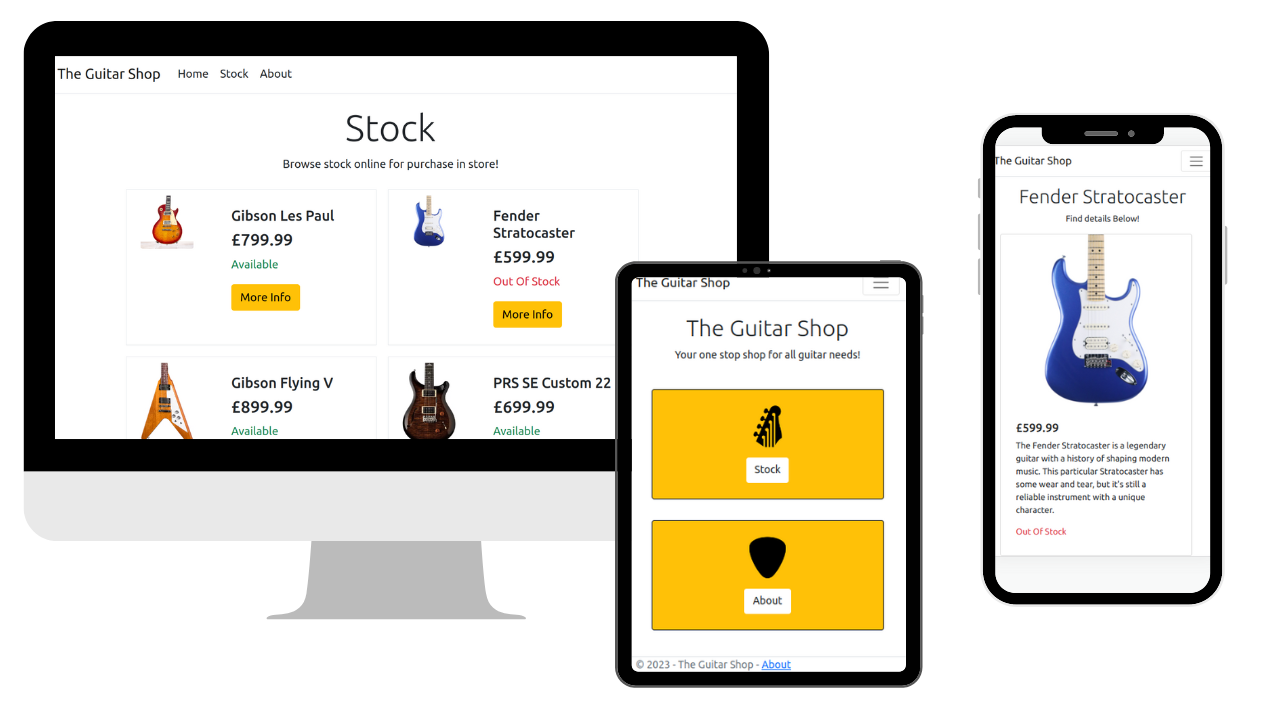 The Guitar Shop Home Stock About
Stock
Browse stock online for purchase in store!
Gibson Les Paul
£799.99
Available
More Info
Fender
Stratocaster
£599.99
Out Of Stock
More Info
Gibson Flying V
£899.99
Available
PRS SE Custom 22
£699.99
Available
The Guitar Shop
The Guitar Shop
Your one stop shop for all guitar needs!
Stock
About
© 2023 - The Guitar Shop - About
The Guitar Shop
Fender Stratocaster
Find details Below!
£599.99
The Fender Stratocaster is a legendary
guitar with a history of shaping modern
music. This particular Stratocaster has
some wear and tear, but it's still a
reliable instrument with a unique
character.
Out Of Stock